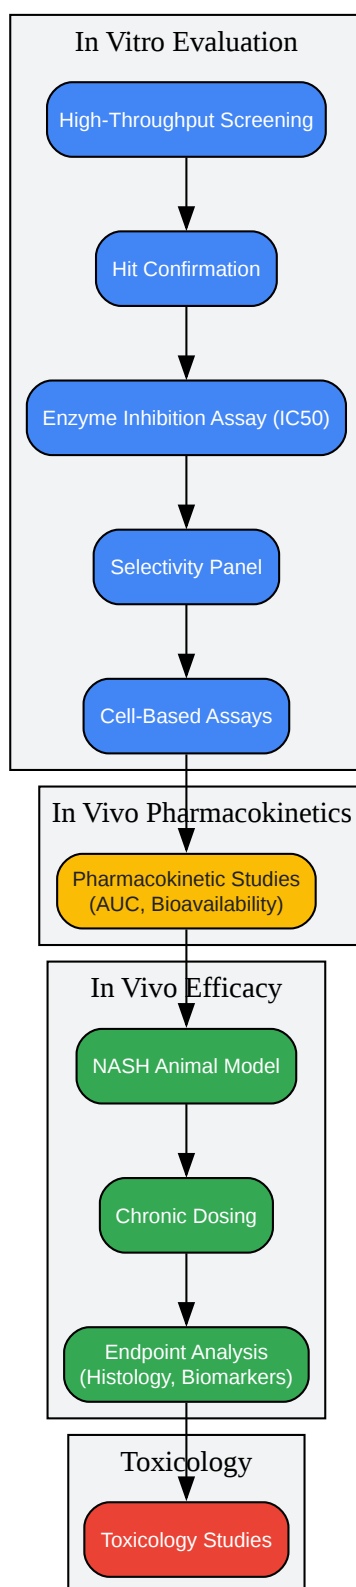 In Vitro Evaluation
High-Throughput Screening
Hit Confirmation
Enzyme Inhibition Assay (IC50)
Selectivity Panel
Cell-Based Assays
In Vivo Pharmacokinetics
Pharmacokinetic Studies
(AUC, Bioavailability)
In Vivo Efficacy
NASH Animal Model
Chronic Dosing
Endpoint Analysis
(Histology, Biomarkers)
Toxicology
Toxicology Studies